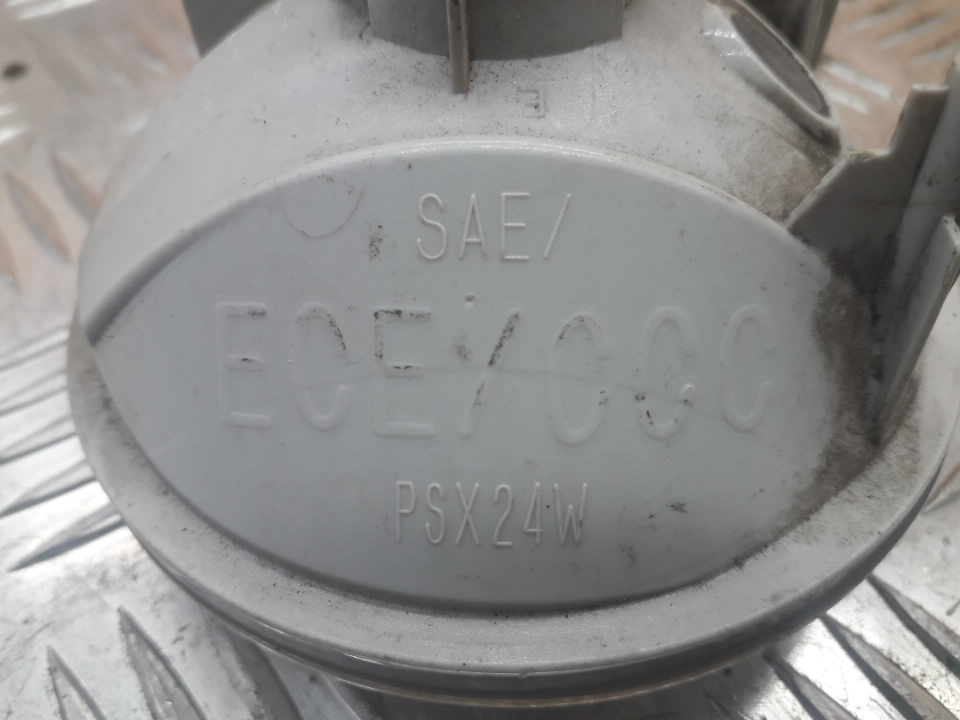 E
SAE/
ECE/CCC
PSX24W